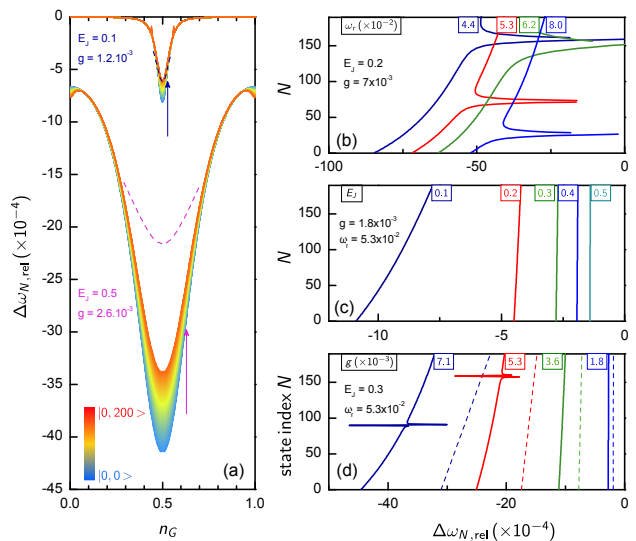 0
-5
-10
-15
-20
-25
-30
-35
-40
-45
Δω_N,rel (×10⁻⁴)
E_J = 0.1
g = 1.2.10⁻³
E_J = 0.5
g = 2.6.10⁻³
|0,200 >
|0,0 >
(a)
0.0 0.5 1.0
n_G
ω_r (×10⁻²)
4.4 5.3 6.2 8.0
E_J = 0.2
g = 7x10⁻³
(b)
150
100
50
0
N
-100 -50 0
E_J
0.1 0.2 0.3 0.4 0.5
g = 1.8x10⁻³
ω_r = 5.3x10⁻²
(c)
150
100
50
0
N
-10 -5 0
g (×10⁻³)
7.1 5.3 3.6 1.8
E_J = 0.3
ω_r = 5.3x10⁻²
(d)
150
100
50
0
state index N
-40 -20 0
Δω_N,rel (×10⁻⁴)